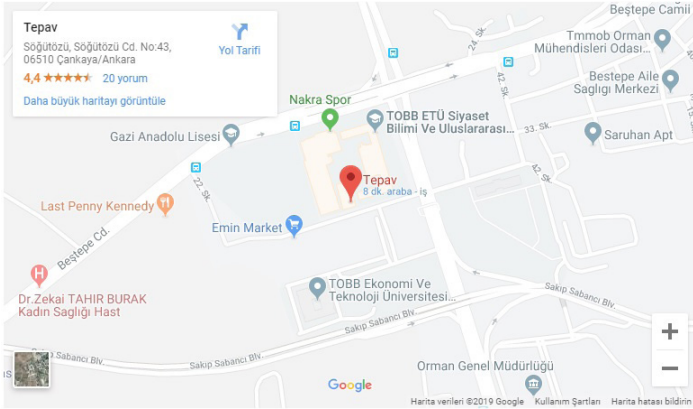 Tepav
Söğütözü, Söğütözü Cd. No:43,
06510 Çankaya/Ankara
4,4
20 yorum
Daha büyük haritayı görüntüle
Yol Tarifi
Beştepe Camii
24. Sk.
Tmmob Orman
Mühendisleri Odası...
42. Sk.
Beştepe Aile
Sağlığı Merkezi
Nakra Spor
TOBB ETÜ Siyaset
Bilimi Ve Uluslararası...
33. Sk.
Saruhan Apt
Gazi Anadolu Lisesi
22. Sk.
Tepav
8 dk. araba - iş
42. Sk.
Last Penny Kennedy
Emin Market
Beştepe Cd.
H
Dr.Zekai TAHIR BURAK
Kadın Sağlığı Hast
TOBB Ekonomi Ve
Teknoloji Üniversitesi...
Sakıp Sabancı Blv.
Sakıp Sabancı Blv.
Sakıp Sabancı Blv.
Orman Genel Müdürlüğü
Google
Harita verileri ©2019 Google
Kullanım Şartları
Harita hatası bildirin